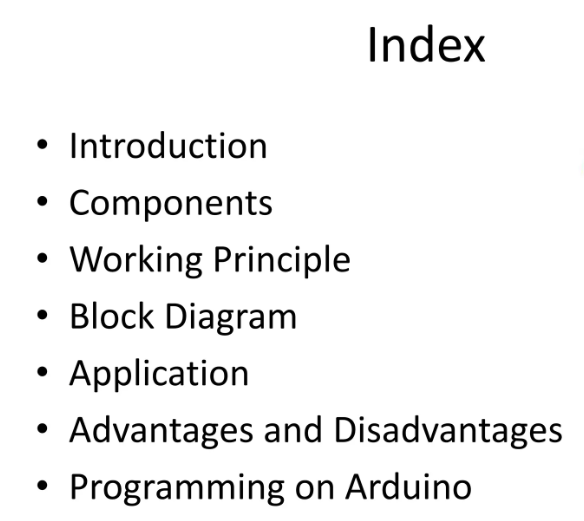 Index
• Introduction
• Components
• Working Principle
• Block Diagram
• Application
• Advantages and Disadvantages
• Programming on Arduino